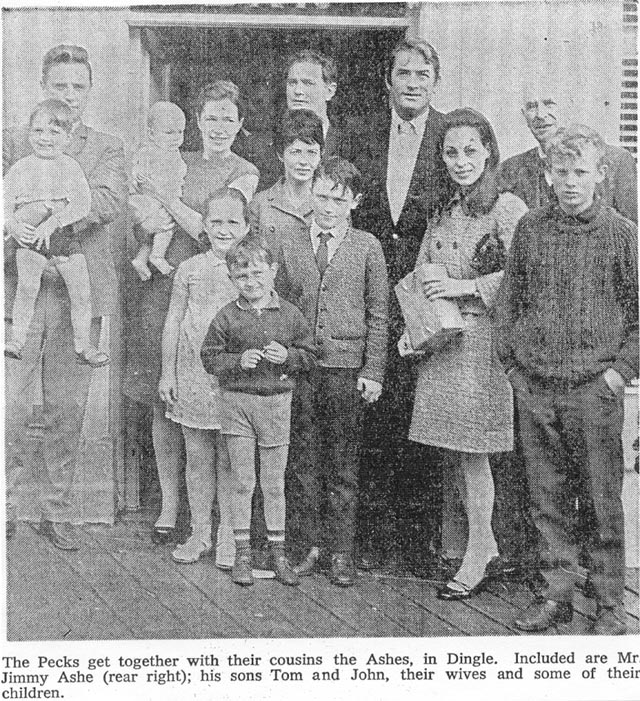 The Pecks get together with their cousins the Ashes, in Dingle. Included are Mr.
Jimmy Ashe (rear right); his sons Tom and John, their wives and some of their
children.